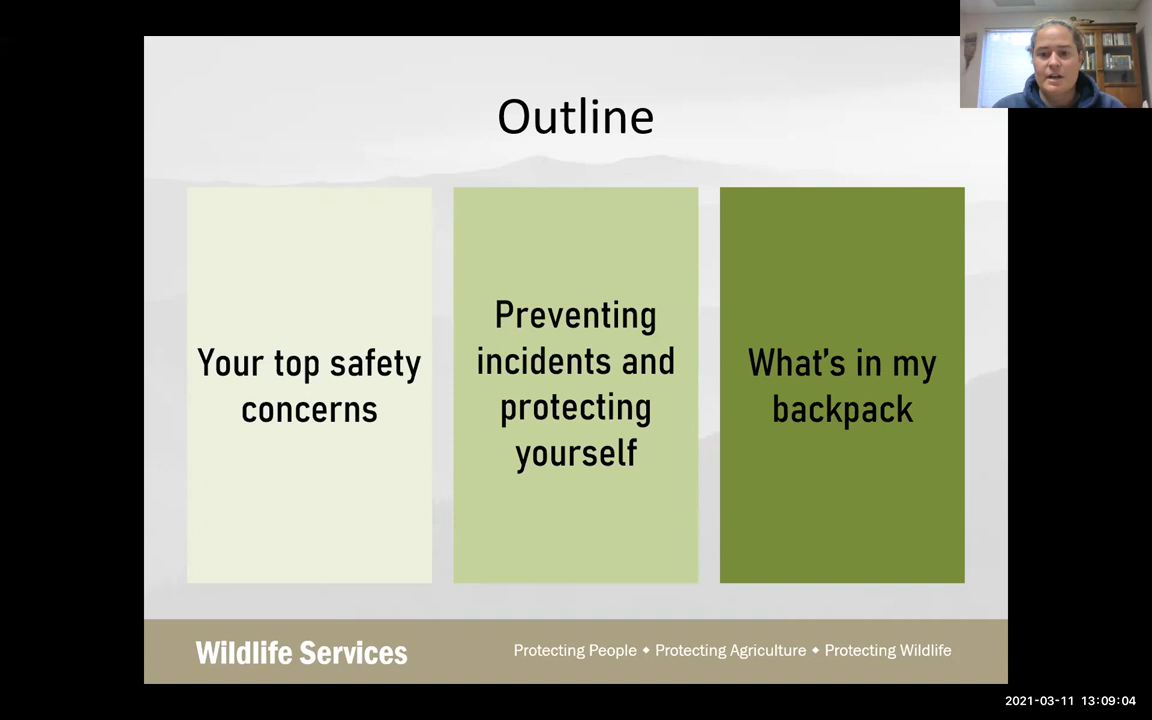 Outline
Your top safety
concerns
Preventing
incidents and
protecting
yourself
What's in my
backpack
Wildlife Services
Protecting People ◆ Protecting Agriculture ◆ Protecting Wildlife
2021-03-11 13:09:04